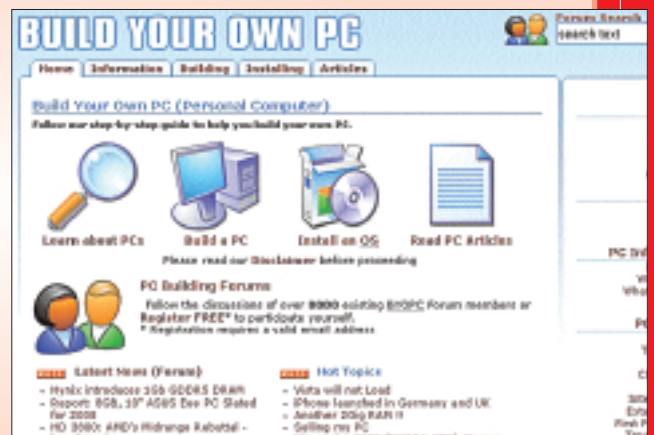 BUILD YOUR OWN PC
Forum Search
search text
Home Information Building Installing Articles
Build Your Own PC (Personal Computer)
Follow our step-by-step guide to help you build your own PC.
Learn about PCs Build a PC Install an OS Read PC Articles
Please read our Disclaimer before proceeding
PC Building Forums
Follow the discussions of over 8000 existing BYOPC Forum members or
Register FREE* to participate yourself.
* Registration requires a valid email address
Latest News (Forum)
- Hynix introduces 1Gb GDDR5 DRAM
- Report: 8GB, 10" ASUS Eee PC Slated
for 2008
- HD 3800: AMD's Midrange Rebuttal -
Hot Topics
- Vista will not Load
- iPhone launched in Germany and UK
- Another 2Gig RAM !!
- Selling my PC
PC Inf